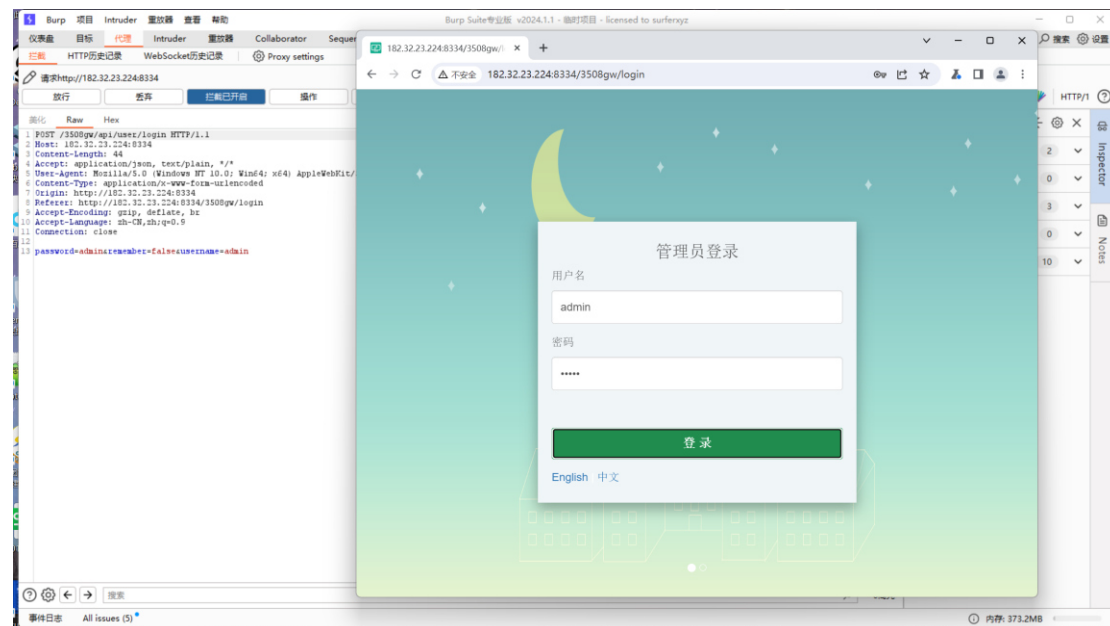 Burp 项目 Intruder 重放器 查看 帮助
Burp Suite专业版 v2024.1.1 - 临时项目 - licensed to surferxyz
仪表盘 目标 代理 Intruder 重放器 Collaborator Sequer
搜索 设置
拦截 HTTP历史记录 WebSocket历史记录 Proxy settings
请求http://182.32.23.224:8334
放行 丢弃 拦截已开启 操作
HTTP/1
美化 Raw Hex
1 POST /3508gw/api/user/login HTTP/1.1
2 Host: 182.32.23.224:8334
3 Content-Length: 44
4 Accept: application/json, text/plain, */*
5 User-Agent: Mozilla/5.0 (Windows NT 10.0; Win64; x64) AppleWebKit/
6 Content-Type: application/x-www-form-urlencoded
7 Origin: http://182.32.23.224:8334
8 Referer: http://182.32.23.224:8334/3508gw/login
9 Accept-Encoding: gzip, deflate, br
10 Accept-Language: zh-CN,zh;q=0.9
11 Connection: close
12
13 password=admin&remember=false&username=admin
182.32.23.224:8334/3508gw/l
不安全 182.32.23.224:8334/3508gw/login
管理员登录
用户名
admin
密码
•••••
登 录
English 中文
2
0
3
0
10
Inspector
Notes
搜索
事件日志 All issues (5)
内存: 373.2MB